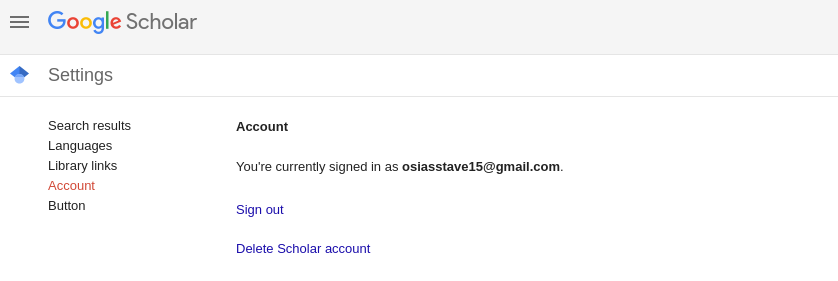 Google Scholar
Settings
Search results
Languages
Library links
Account
Button
Account
You're currently signed in as osiasstave15@gmail.com.
Sign out
Delete Scholar account